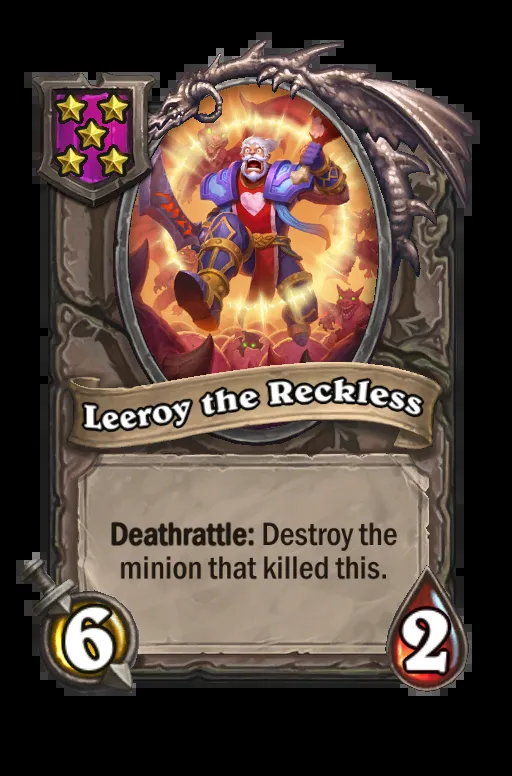 Leeroy the Reckless
Deathrattle: Destroy the
minion that killed this.
6
2